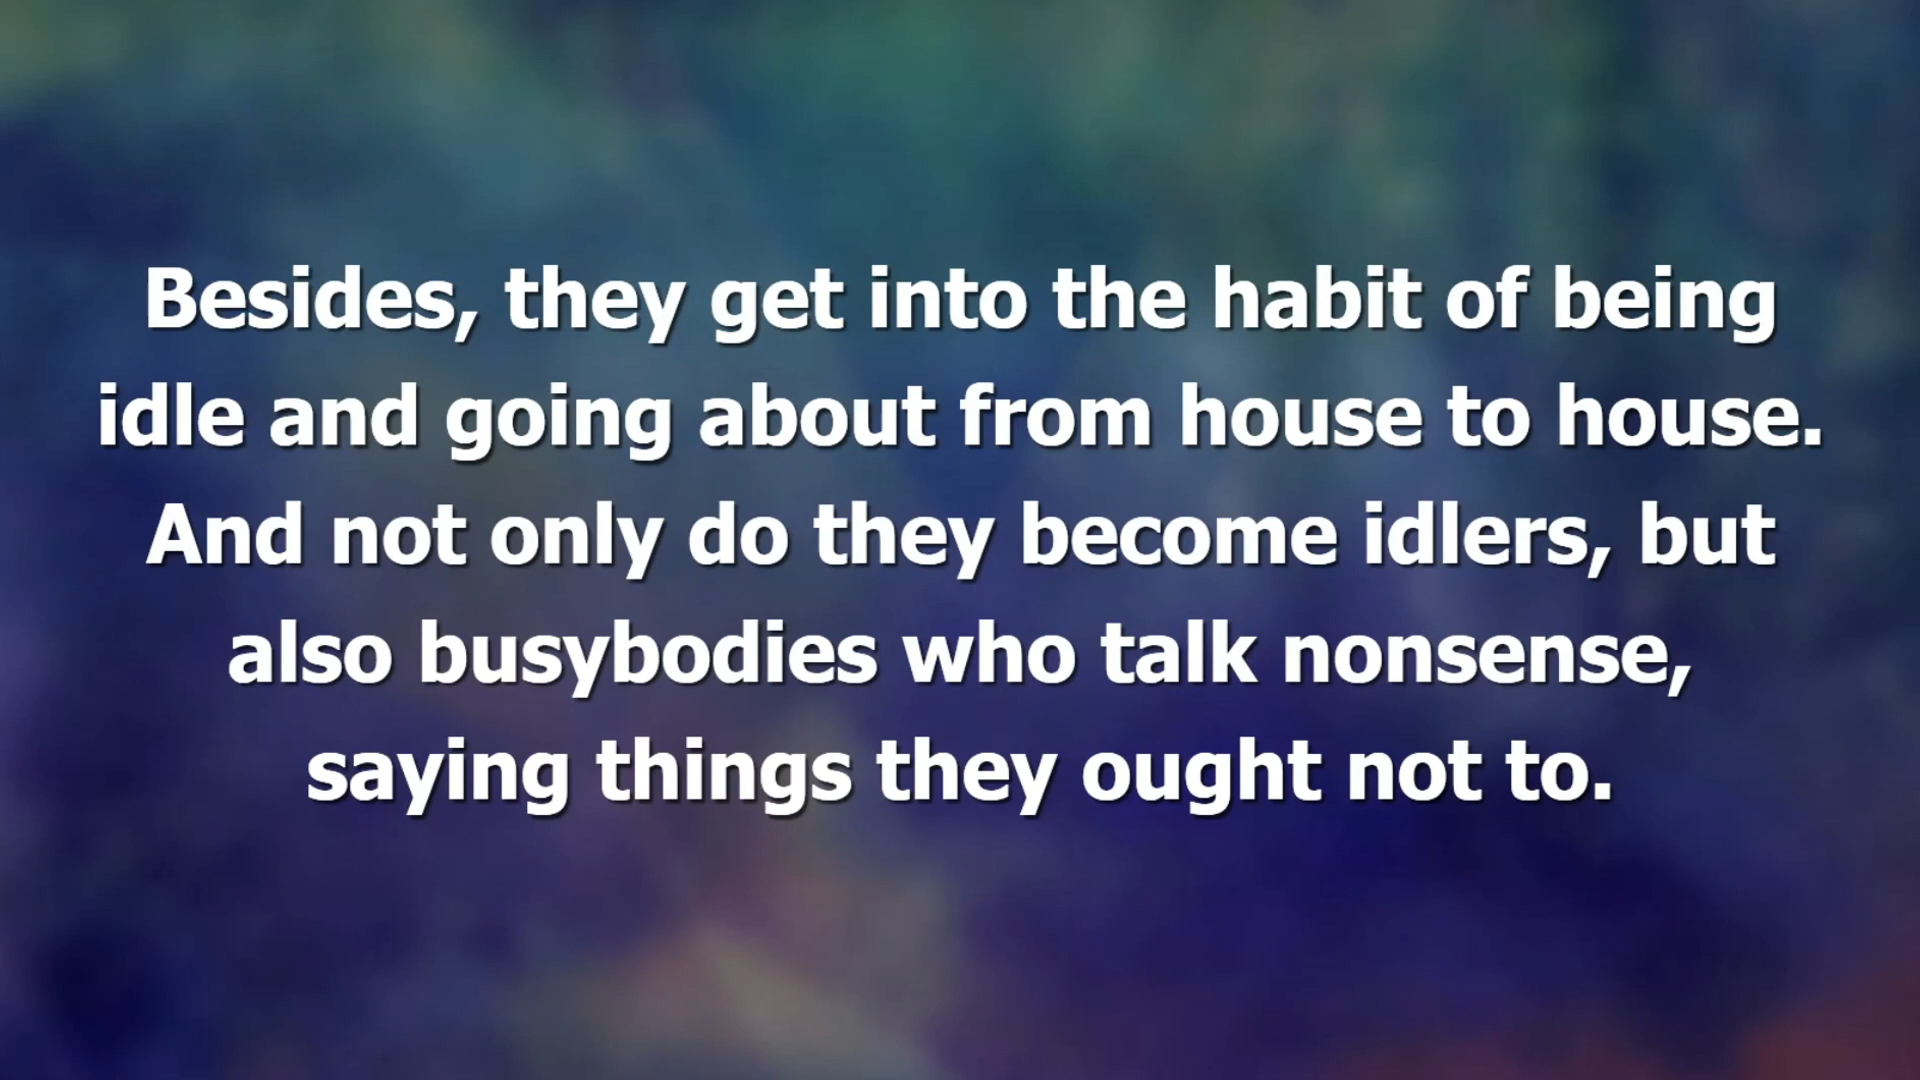 Besides, they get into the habit of being
idle and going about from house to house.
And not only do they become idlers, but
also busybodies who talk nonsense,
saying things they ought not to.